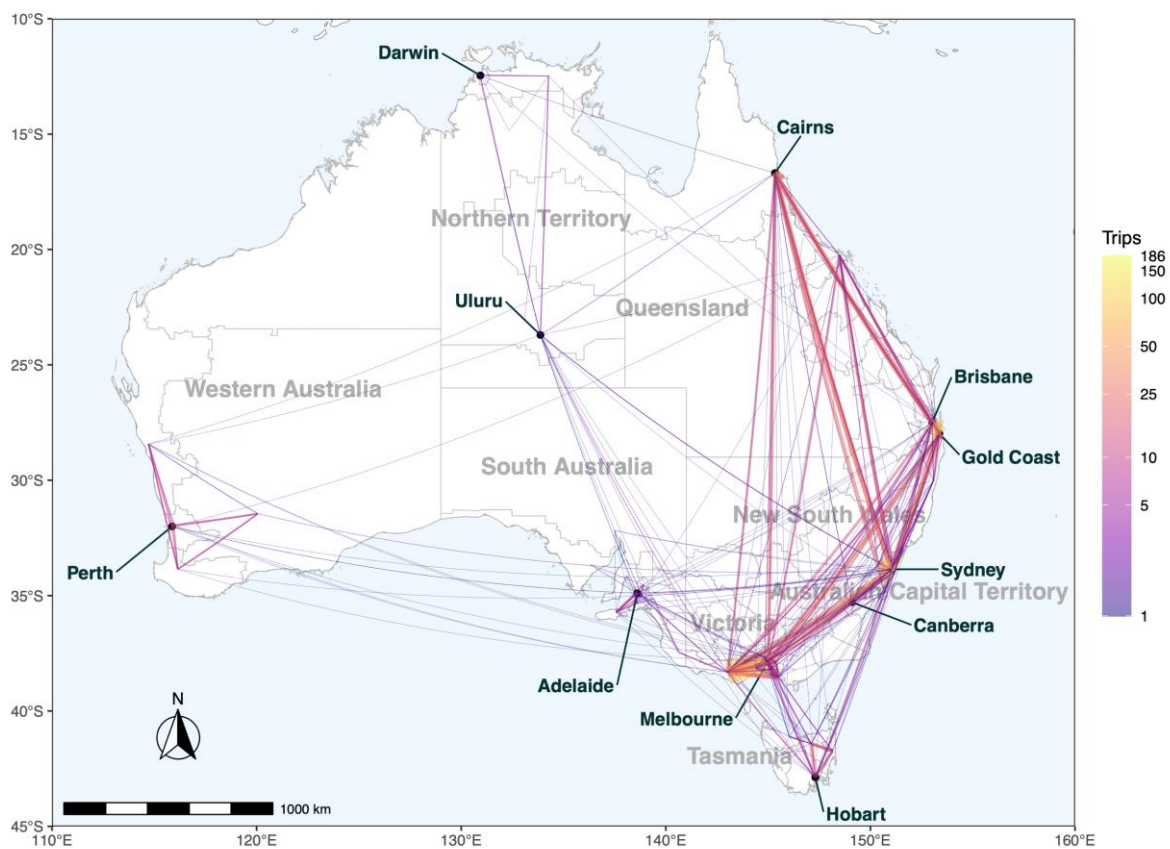 10°S
15°S
20°S
25°S
30°S
35°S
40°S
45°S
110°E
120°E
130°E
140°E
150°E
160°E
Darwin
Cairns
Northern Territory
Uluru
Queensland
Western Australia
Brisbane
South Australia
Gold Coast
New South Wales
Perth
Sydney
Australian Capital Territory
Victoria
Canberra
Adelaide
Melbourne
Tasmania
Hobart
N
1000 km
Trips
186
150
100
50
25
10
5
1